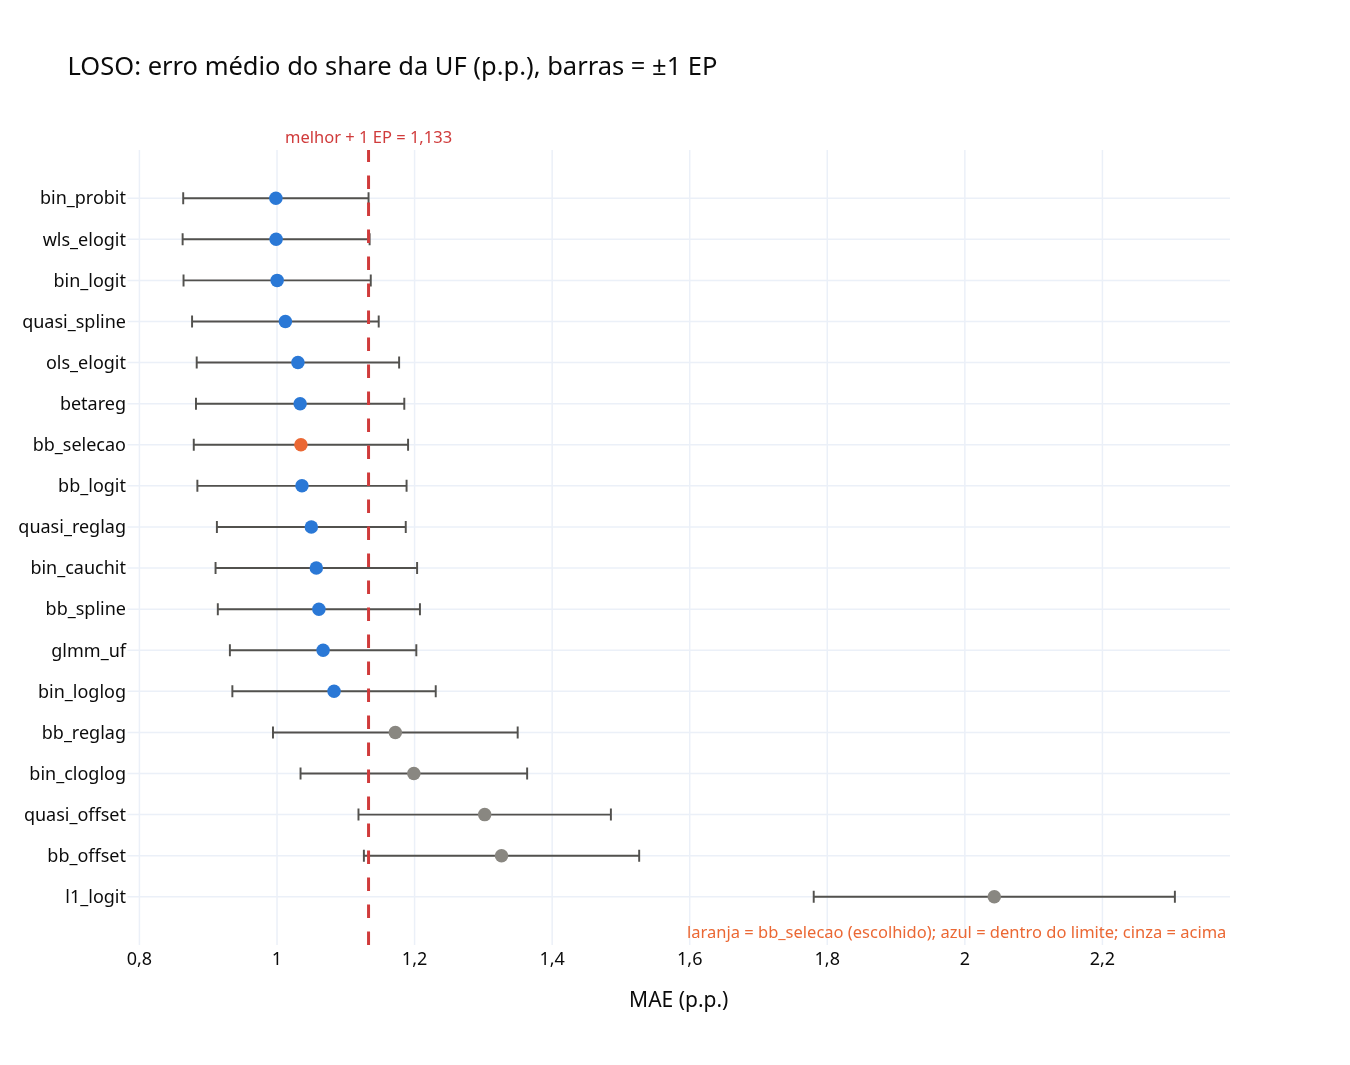 LOSO: erro médio do share da UF (p.p.), barras = ±1 EP
melhor + 1 EP = 1,133
bin_probit
wls_elogit
bin_logit
quasi_spline
ols_elogit
betareg
bb_selecao
bb_logit
quasi_reglag
bin_cauchit
bb_spline
glmm_uf
bin_loglog
bb_reglag
bin_cloglog
quasi_offset
bb_offset
l1_logit
laranja = bb_selecao (escolhido); azul = dentro do limite; cinza = acima
0,8 1 1,2 1,4 1,6 1,8 2 2,2
MAE (p.p.)